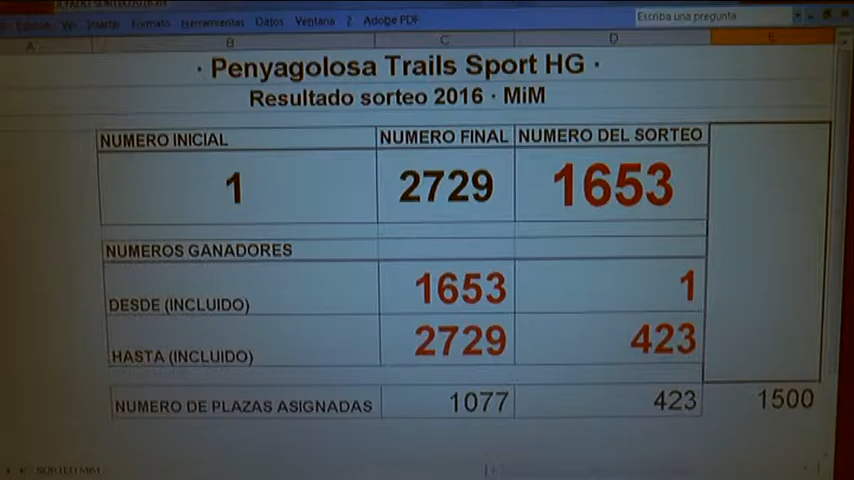 Ver Insertar Formato Herramientas Datos Ventana ? Adobe PDF
Escriba una pregunta
A B C D E
· Penyagolosa Trails Sport HG ·
Resultado sorteo 2016 · MiM
NUMERO INICIAL NUMERO FINAL NUMERO DEL SORTEO
1 2729 1653
NUMEROS GANADORES
DESDE (INCLUIDO) 1653 1
HASTA (INCLUIDO) 2729 423
NUMERO DE PLAZAS ASIGNADAS 1077 423 1500
SORTEO MIM